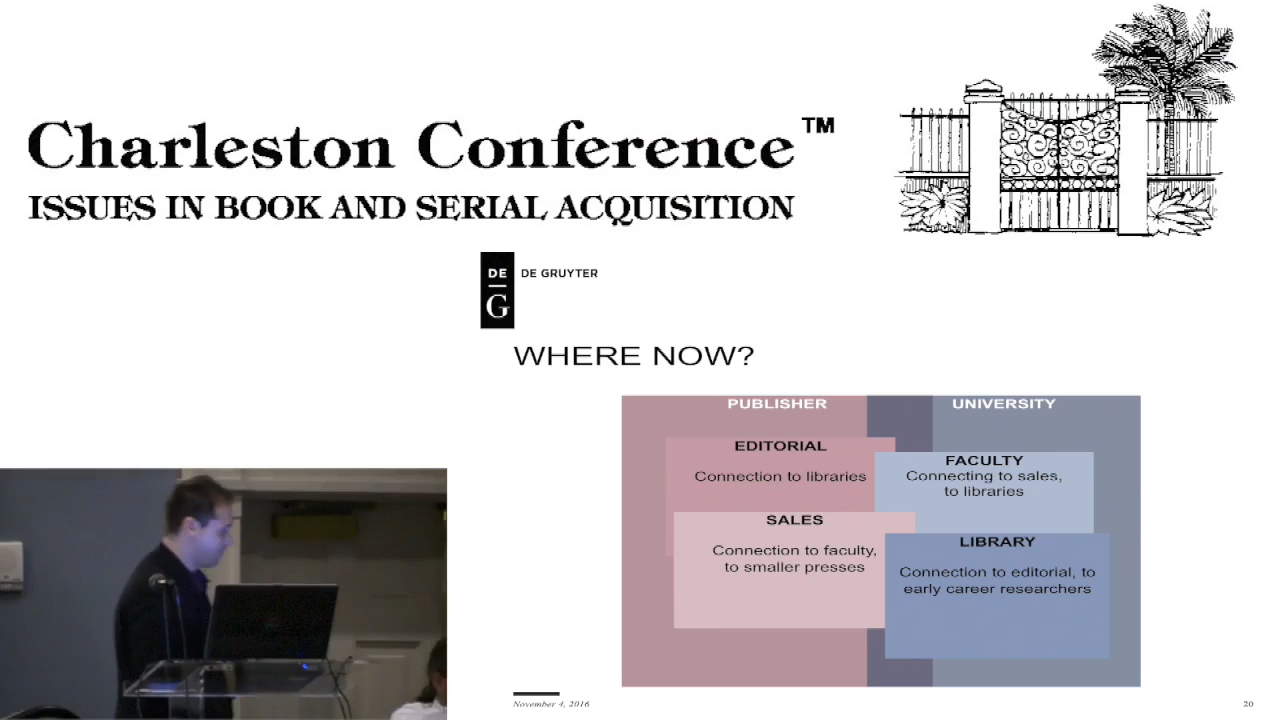 Charleston Conference™
ISSUES IN BOOK AND SERIAL ACQUISITION
DE
G
DE GRUYTER
WHERE NOW?
PUBLISHER
UNIVERSITY
EDITORIAL
Connection to libraries
FACULTY
Connecting to sales,
to libraries
SALES
Connection to faculty,
to smaller presses
LIBRARY
Connection to editorial, to
early career researchers
November 4, 2016
20